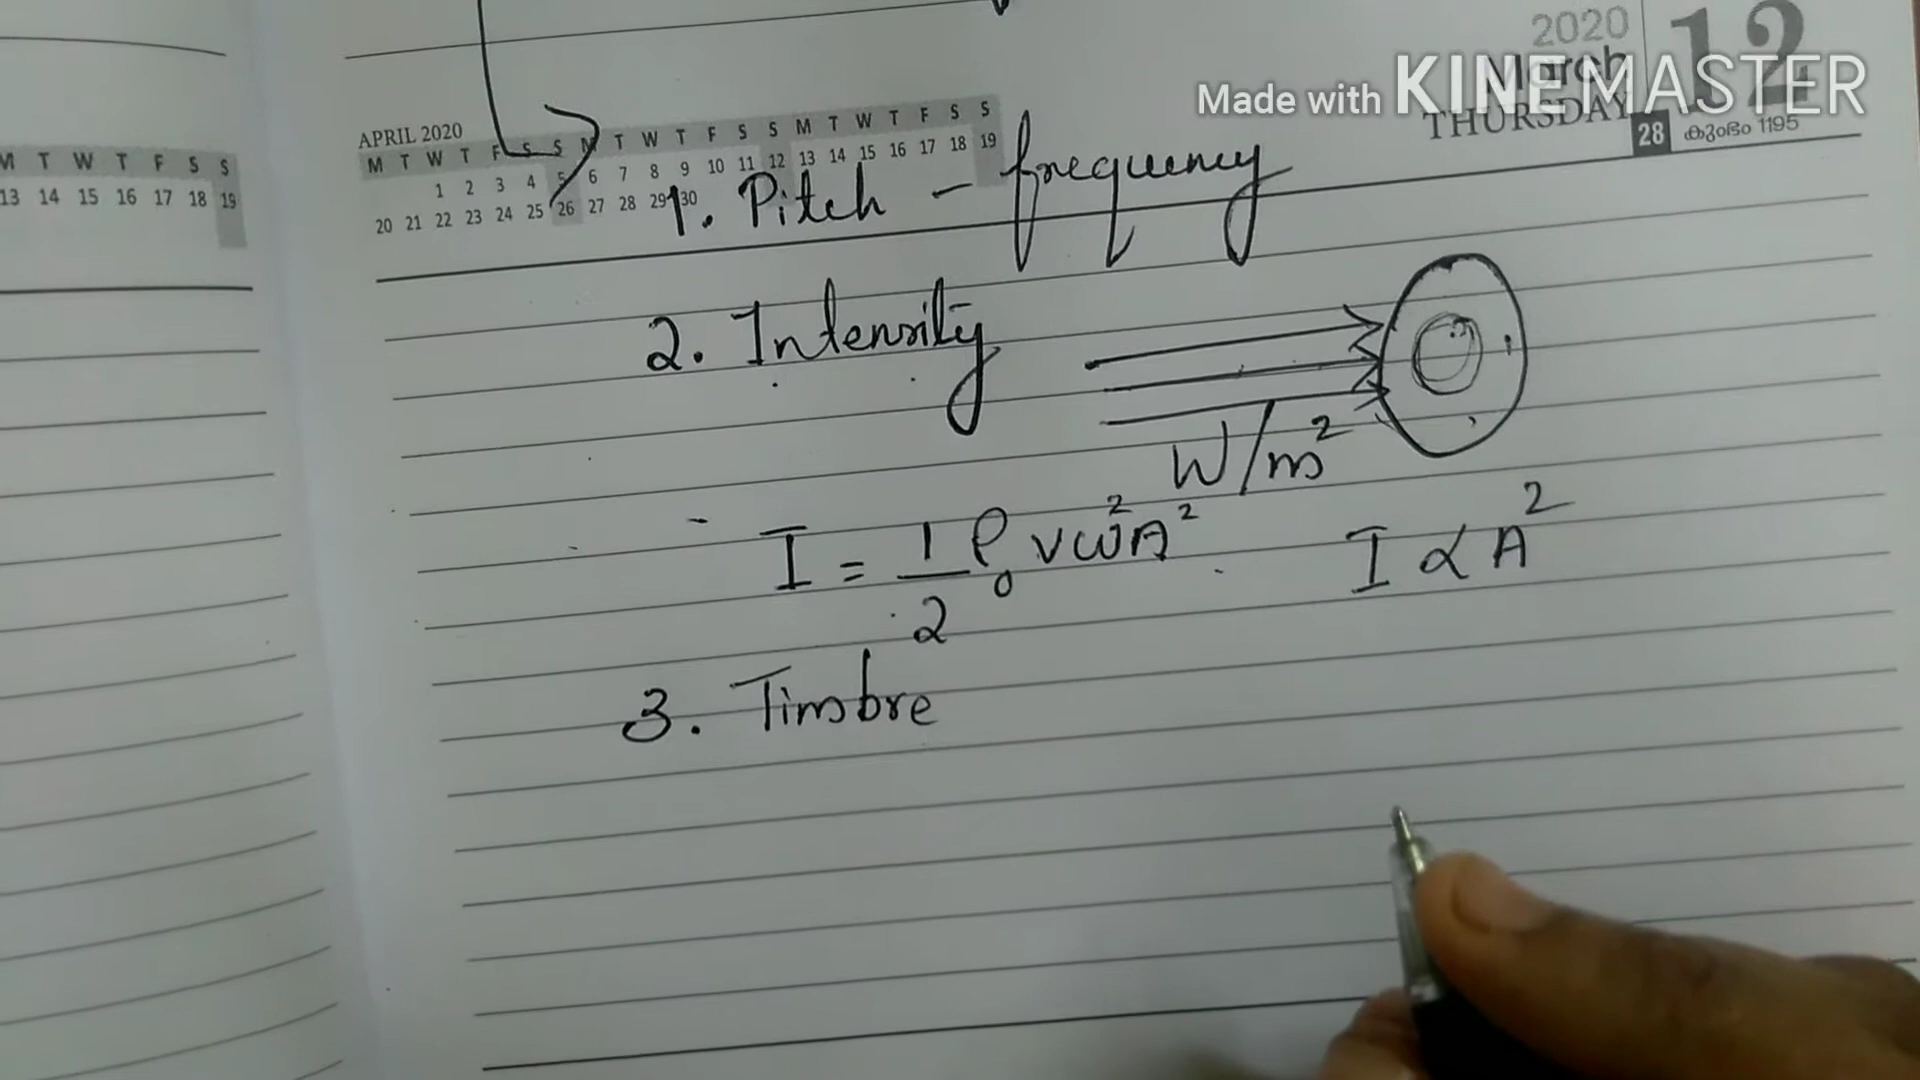 2020
March
12
THURSDAY
28 കുംഭം 1195
Made with KINEMASTER
APRIL 2020
M T W T F S S M T W T F S S M T W T F S S
1 2 3 4 5 6 7 8 9 10 11 12 13 14 15 16 17 18 19
20 21 22 23 24 25 26 27 28 29 30
M T W T F S S
13 14 15 16 17 18 19
1. Pitch - frequency
2. Intensity
W/m²
I = 1/2 ρ₀ vω²A² I ∝ A²
3. Timbre